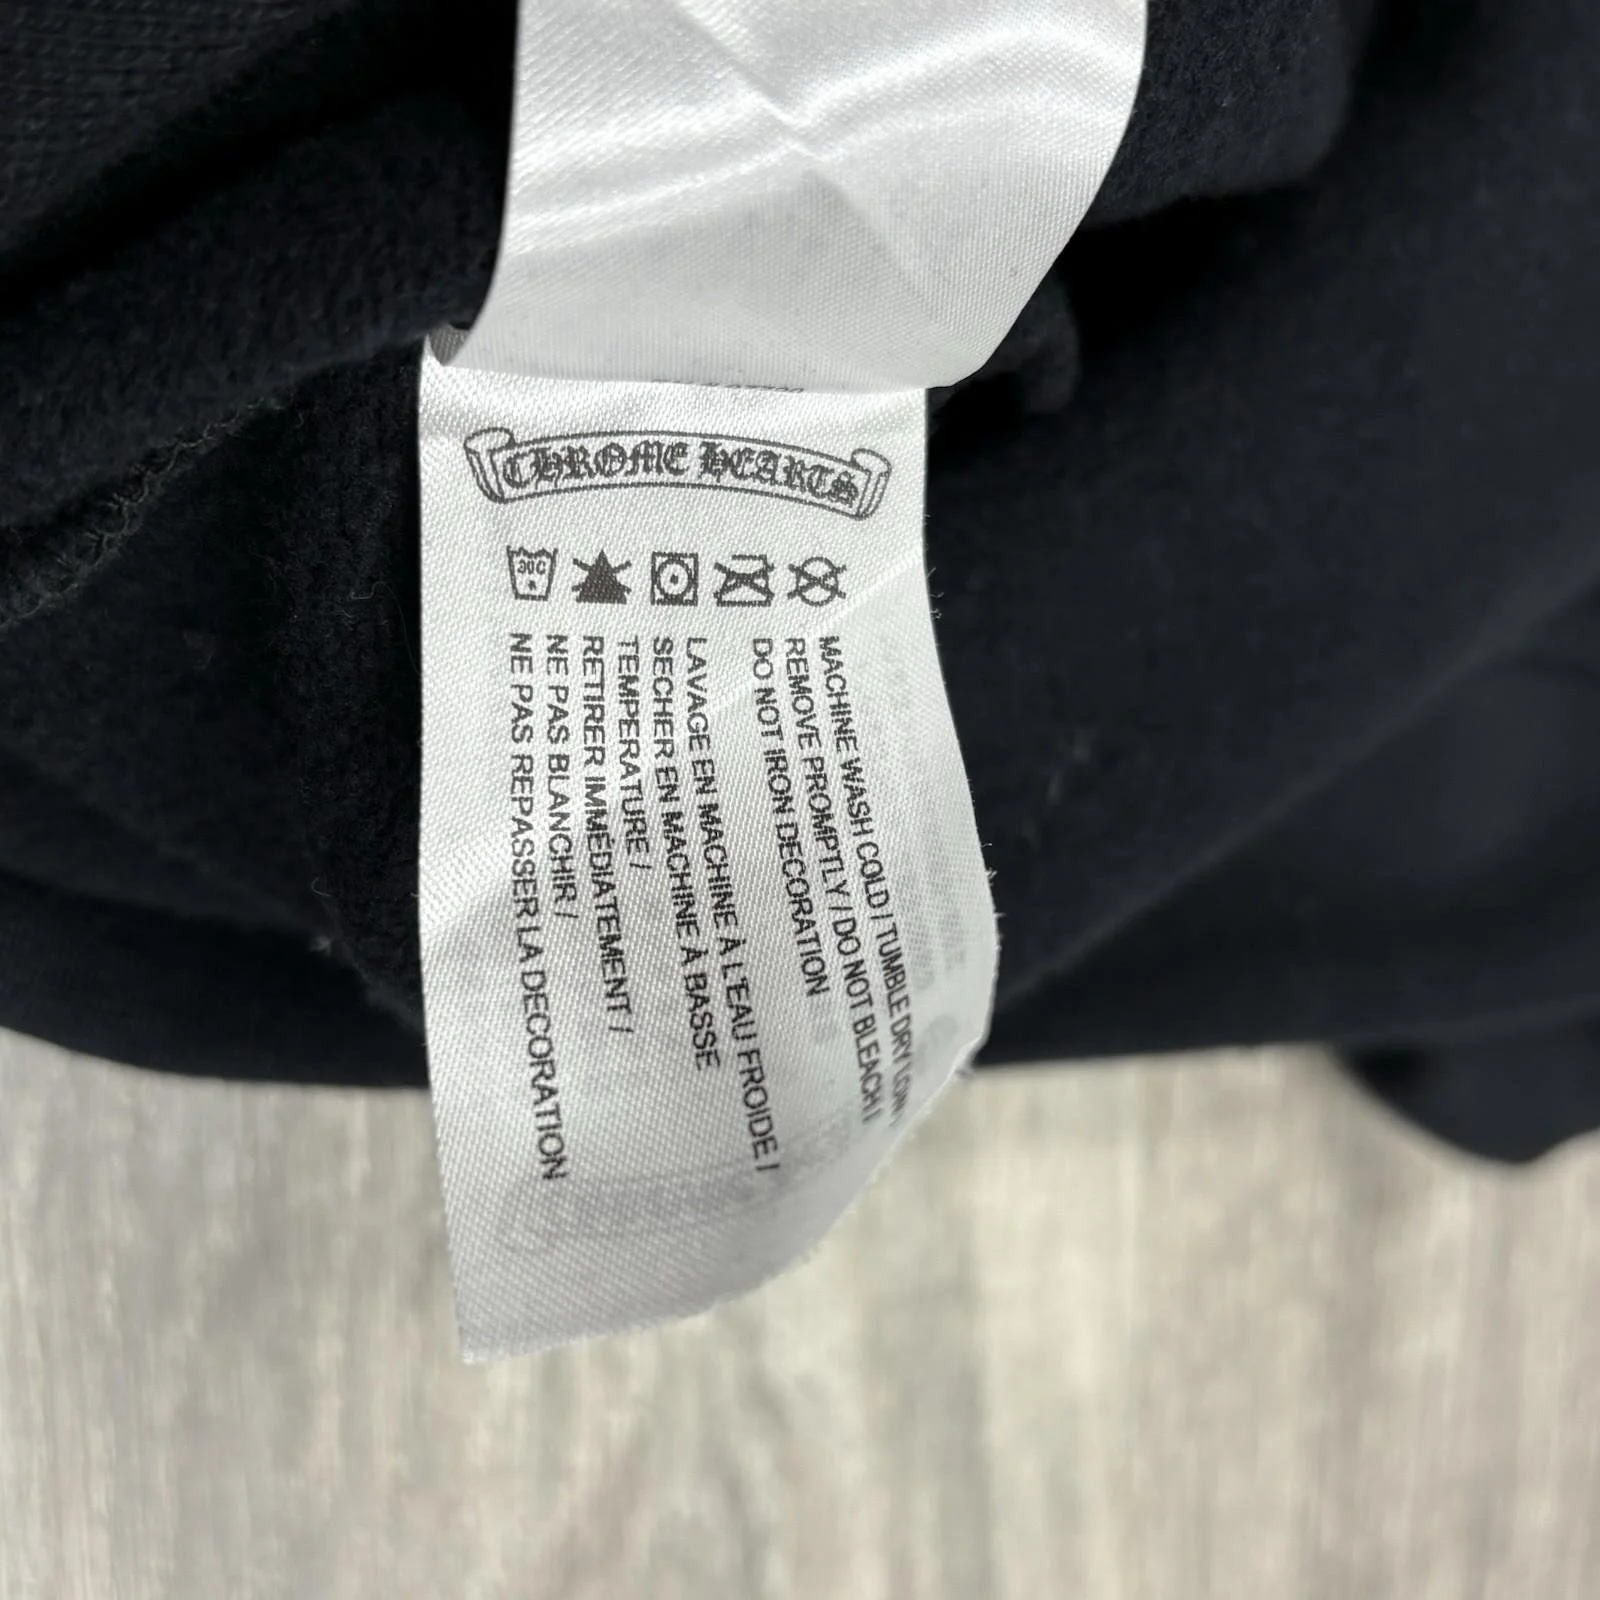 CHROME HEARTS
30C
MACHINE WASH COLD / TUMBLE DRY LOW /
REMOVE PROMPTLY / DO NOT BLEACH /
DO NOT IRON DECORATION
LAVAGE EN MACHINE À L'EAU FROIDE /
SECHER EN MACHINE À BASSE
TEMPERATURE /
RETIRER IMMÉDIATEMENT /
NE PAS BLANCHIR /
NE PAS REPASSER LA DECORATION